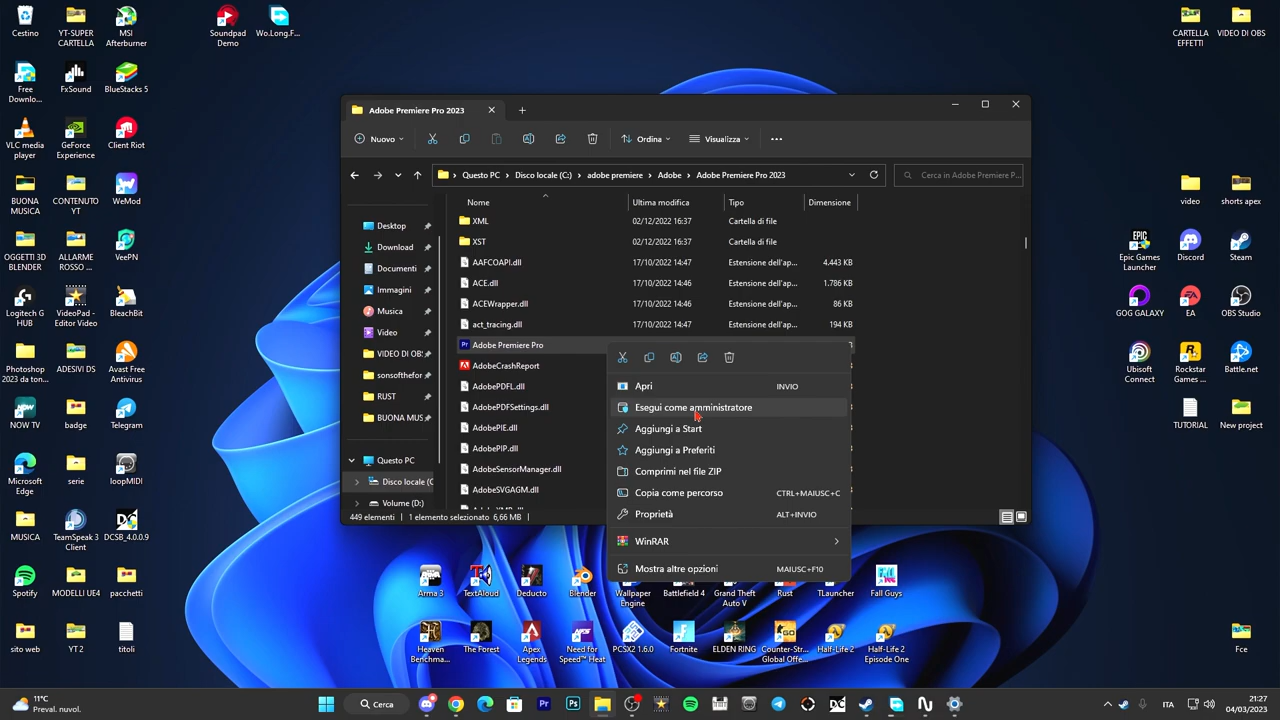 Cestino
YT-SUPER
CARTELLA
MSI
Afterburner
Soundpad
Demo
Wo.Long.F...
CARTELLA
EFFETTI
VIDEO DI OBS
Free
Downlo...
FxSound
BlueStacks 5
VLC media
player
GeForce
Experience
Client Riot
BUONA
MUSICA
CONTENUTO
YT
WeMod
OGGETTI 3D
BLENDER
ALLARME
ROSSO ...
VeePN
Logitech G
HUB
VideoPad -
Editor Video
BleachBit
Photoshop
2023 da ton...
ADESIVI DS
Avast Free
Antivirus
NOW TV
badge
Telegram
Microsoft
Edge
serie
loopMIDI
MUSICA
TeamSpeak 3
Client
DCSB_4.0.0.9
Spotify
MODELLI UE4
pacchetti
sito web
YT 2
titoli
Adobe Premiere Pro 2023
Nuovo
Ordina
Visualizza
Questo PC
Disco locale (C:)
adobe premiere
Adobe
Adobe Premiere Pro 2023
Cerca in Adobe Premiere P...
Nome
Ultima modifica
Tipo
Dimensione
Desktop
Download
Documenti
Immagini
Musica
Video
VIDEO DI OB
sonsofthefor
RUST
BUONA MUS
Questo PC
Disco locale (C
Volume (D:)
XML 02/12/2022 16:37 Cartella di file
XST 02/12/2022 16:37 Cartella di file
AAFCOAPI.dll 17/10/2022 14:47 Estensione dell'ap... 4.443 KB
ACE.dll 17/10/2022 14:46 Estensione dell'ap... 1.786 KB
ACEWrapper.dll 17/10/2022 14:46 Estensione dell'ap... 86 KB
act_tracing.dll 17/10/2022 14:47 Estensione dell'ap... 194 KB
Adobe Premiere Pro
AdobeCrashReport
AdobePDFL.dll
AdobePDFSettings.dll
AdobePIE.dll
AdobePIP.dll
AdobeSensorManager.dll
AdobeSVGAGM.dll
449 elementi
1 elemento selezionato 6,66 MB
Apri INVIO
Esegui come amministratore
Aggiungi a Start
Aggiungi a Preferiti
Comprimi nel file ZIP
Copia come percorso CTRL+MAIUSC+C
Proprietà ALT+INVIO
WinRAR
Mostra altre opzioni MAIUSC+F10
video
shorts apex
Epic Games
Launcher
Discord
Steam
GOG GALAXY
EA
OBS Studio
Ubisoft
Connect
Rockstar
Games ...
Battle.net
TUTORIAL
New project
Arma 3
TextAloud
Deducto
Blender
Wallpaper
Engine
Battlefield 4
Grand Theft
Auto V
Rust
TLauncher
Fall Guys
Heaven
Benchma...
The Forest
Apex
Legends
Need for
Speed™ Heat
PCSX2 1.6.0
Fortnite
ELDEN RING
Counter-Str...
Global Offe...
Half-Life 2
Half-Life 2
Episode One
Fce
11°C
Preval. nuvol.
Cerca
ITA
21:27
04/03/2023